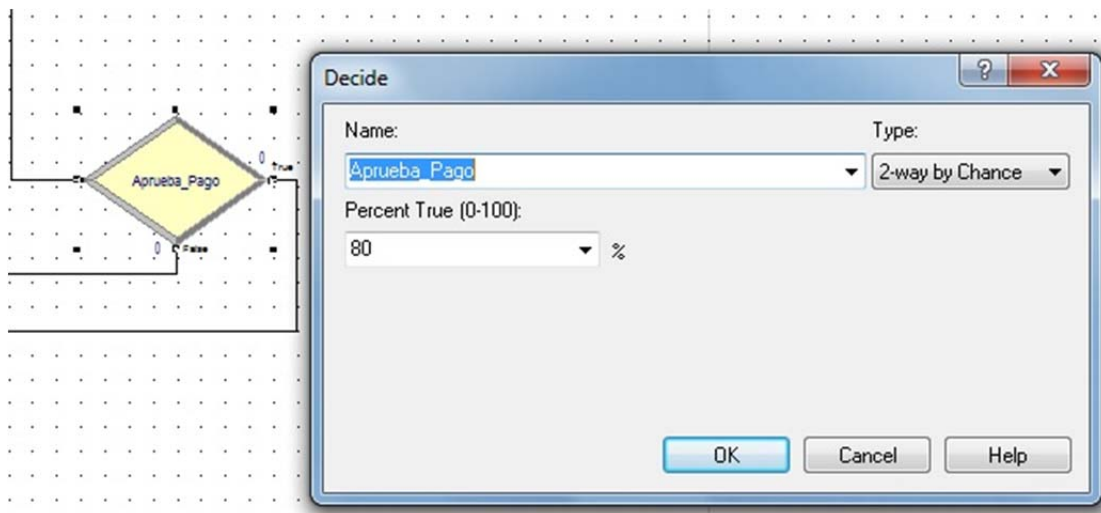 Decide
Name:
Type:
Aprueba_Pago
2-way by Chance
Percent True (0-100):
80
%
OK
Cancel
Help
Aprueba_Pago
0
True
0
False